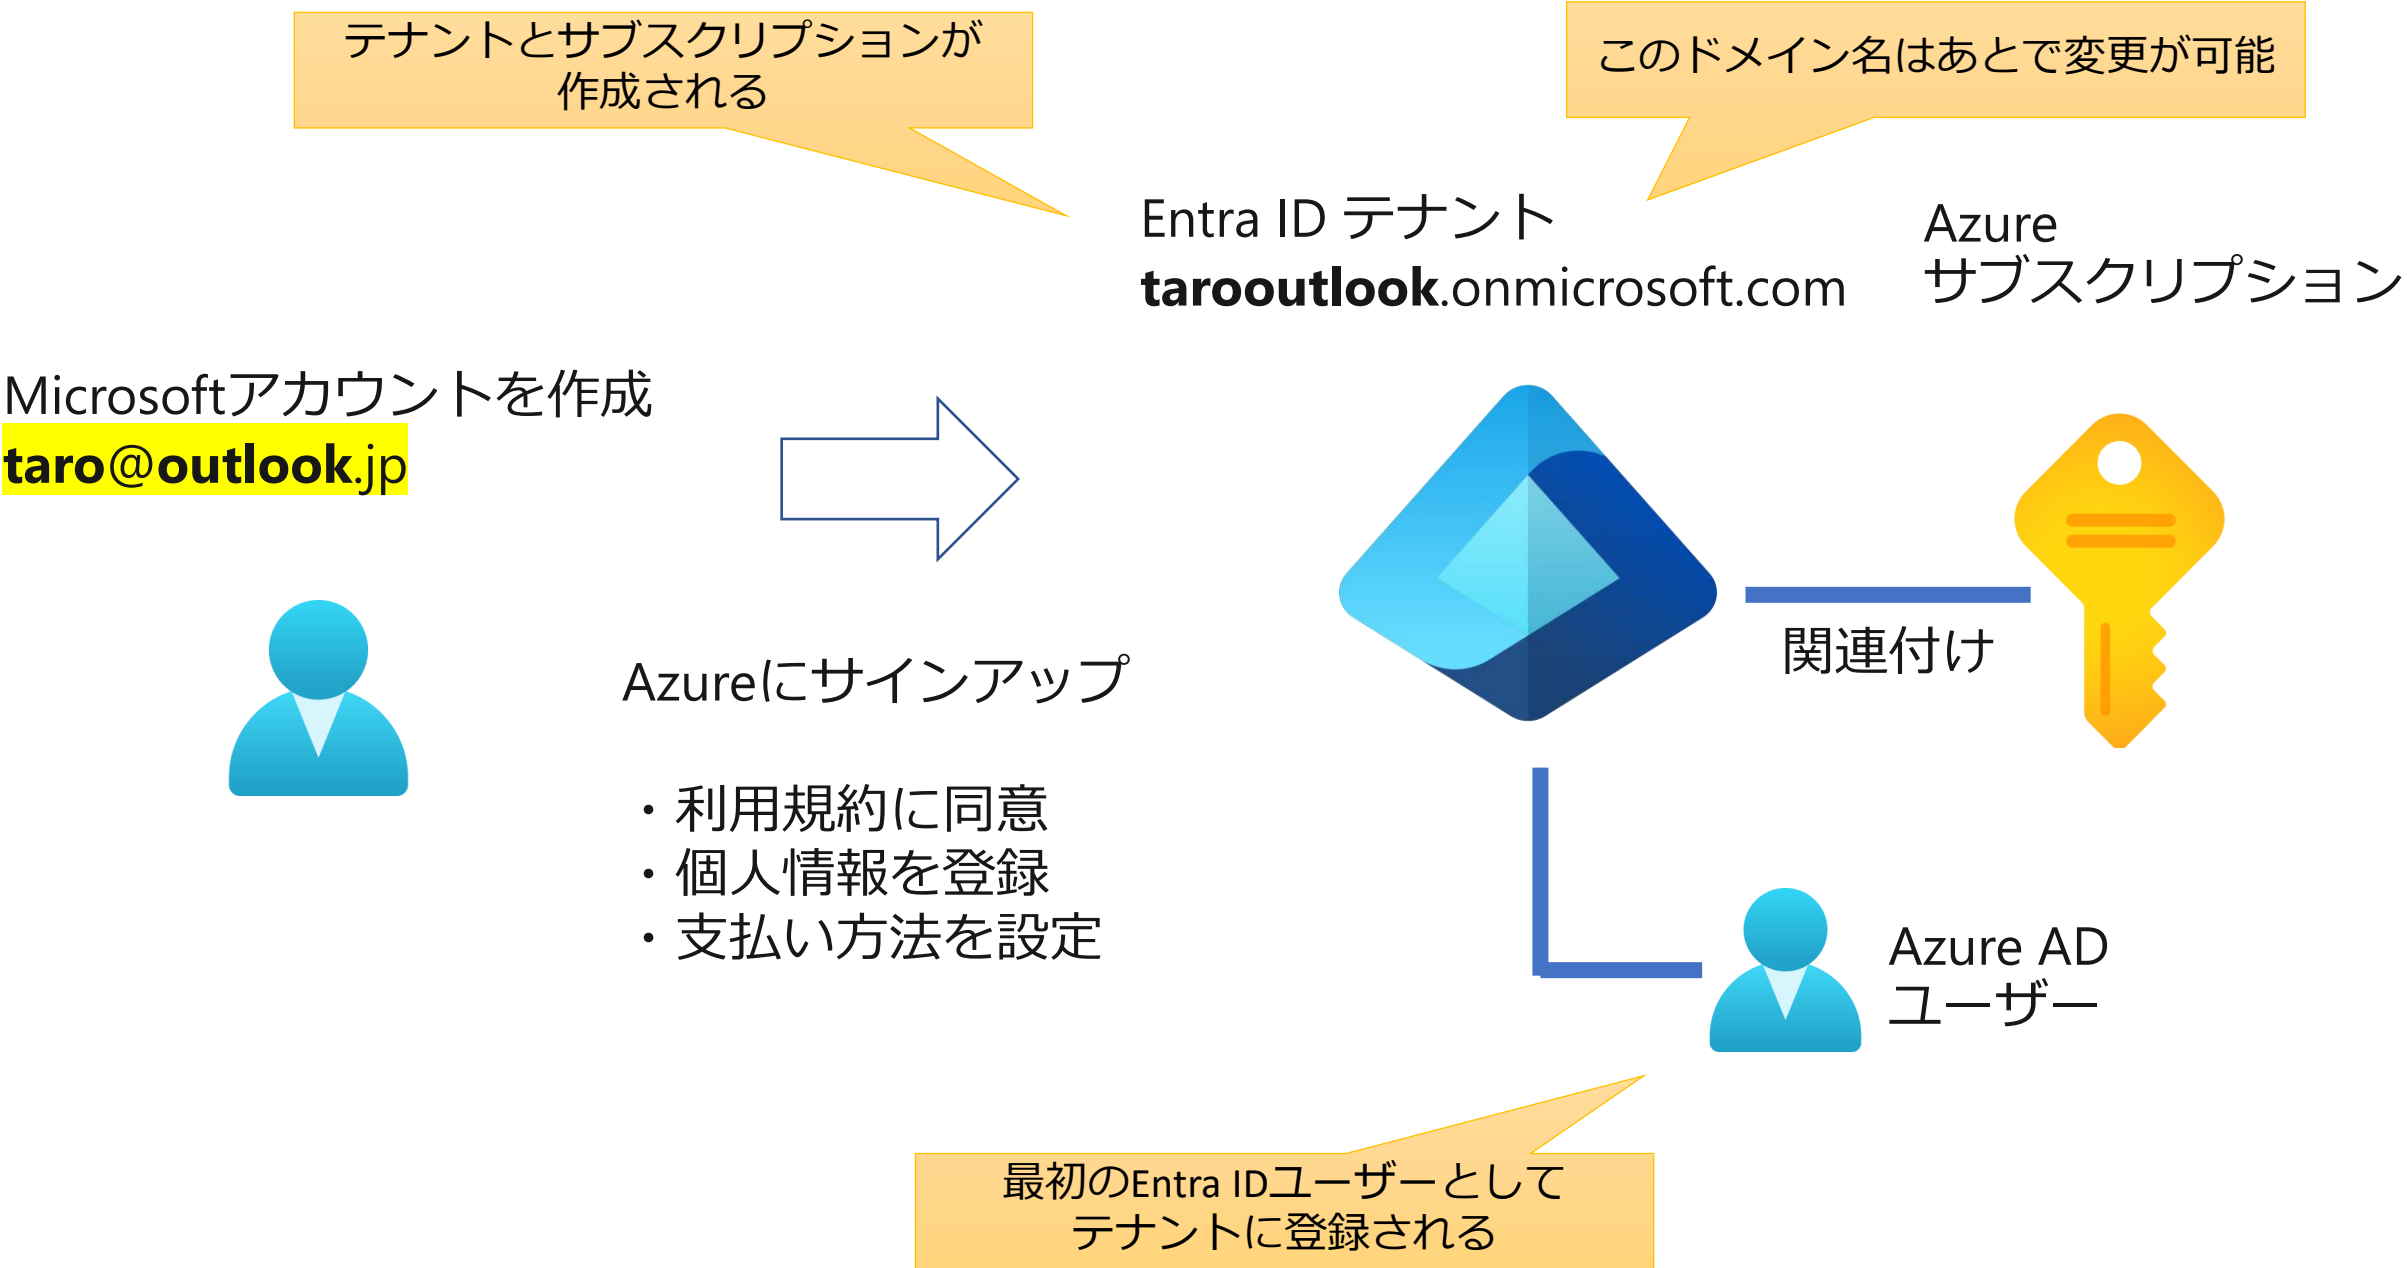 テナントとサブスクリプションが
作成される
このドメイン名はあとで変更が可能
Entra ID テナント
tarooutlook.onmicrosoft.com
Azure
サブスクリプション
Microsoftアカウントを作成
taro@outlook.jp
関連付け
Azureにサインアップ
・利用規約に同意
・個人情報を登録
・支払い方法を設定
Azure AD
ユーザー
最初のEntra IDユーザーとして
テナントに登録される